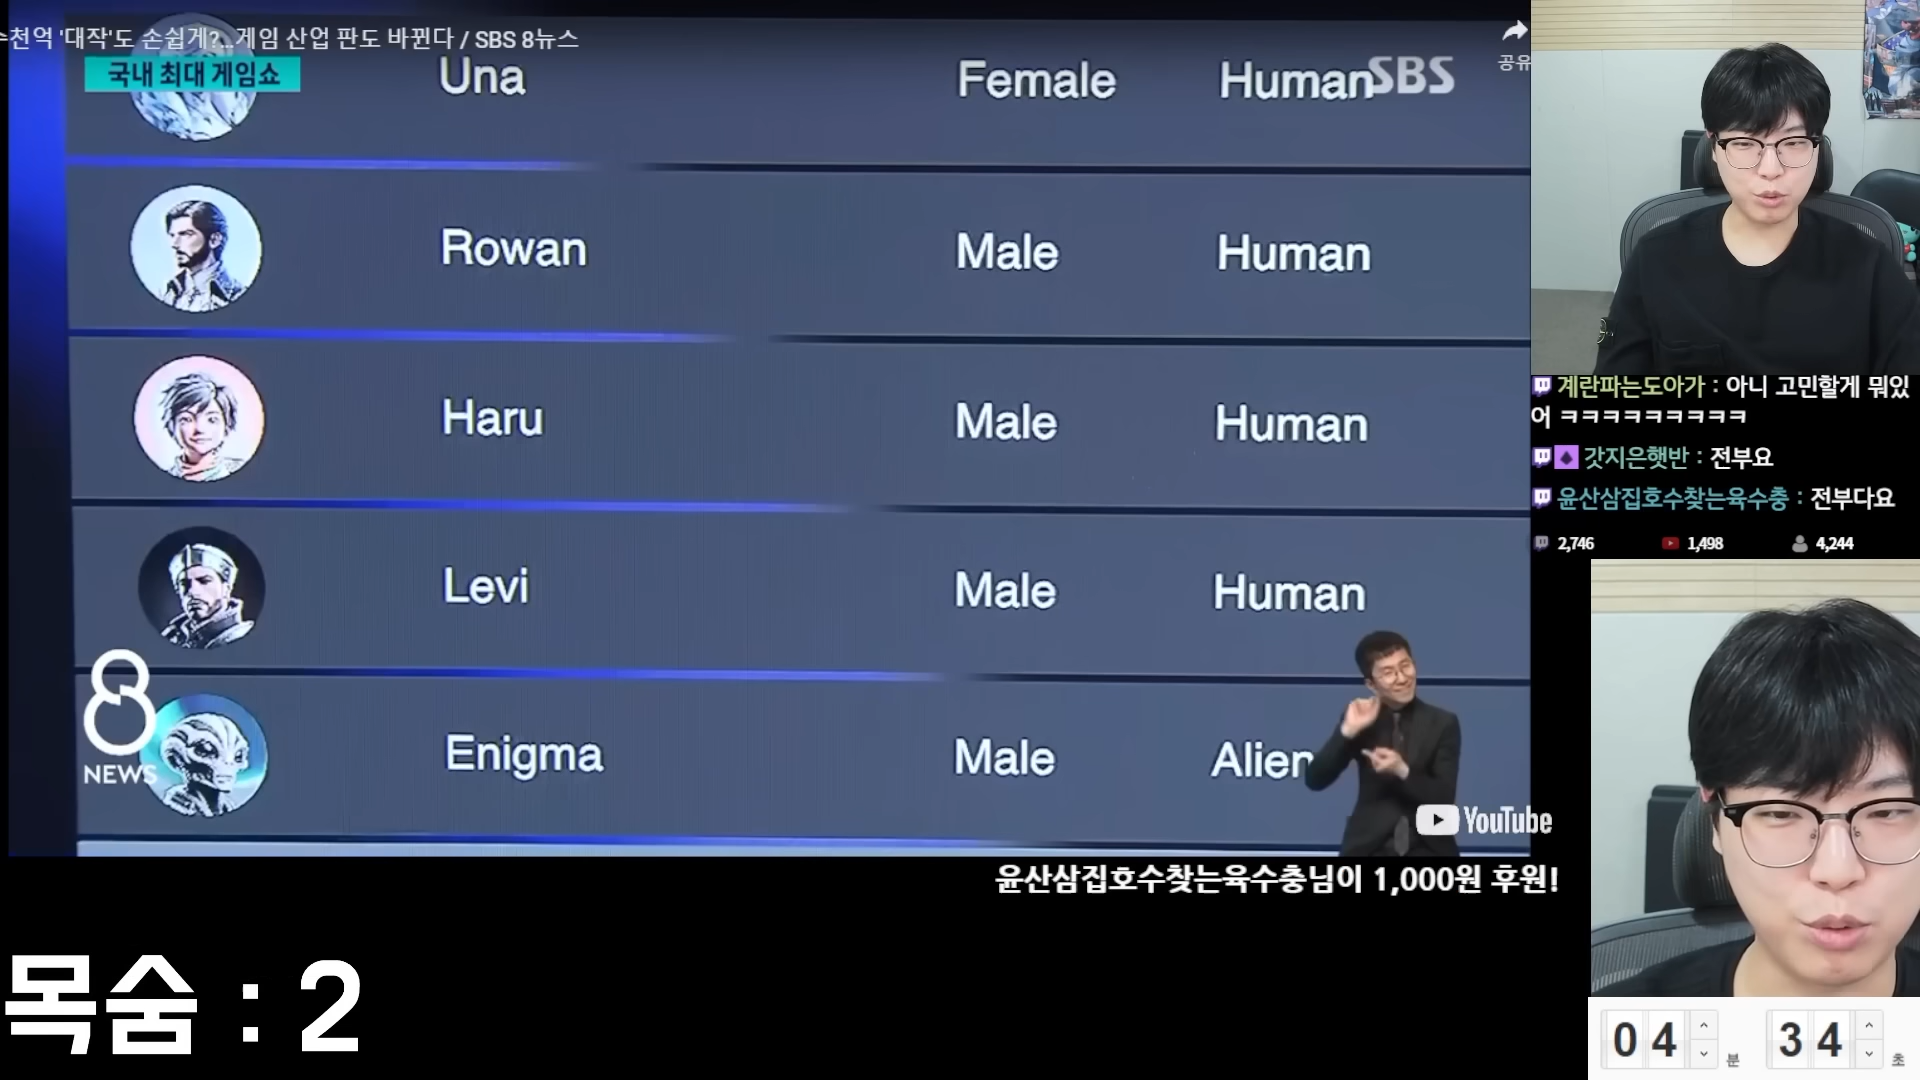 수천억 '대작'도 손쉽게?…게임 산업 판도 바뀐다 / SBS 8뉴스
공유
국내 최대 게임쇼
SBS
Una Female Human
Rowan Male Human
Haru Male Human
Levi Male Human
Enigma Male Alien
8
NEWS
YouTube
윤산삼집호수찾는육수충님이 1,000원 후원!
목숨 : 2
계란파는도아가 : 아니 고민할게 뭐있
어 ㅋㅋㅋㅋㅋㅋㅋㅋㅋ
갓지은햇반 : 전부요
윤산삼집호수찾는육수충 : 전부다요
2,746 1,498 4,244
04 분 34 초